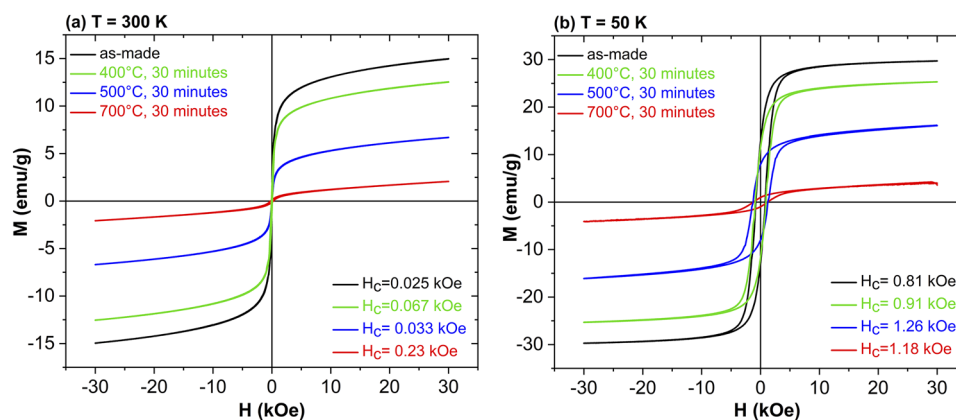 (a) T = 300 K
as-made
400°C, 30 minutes
500°C, 30 minutes
700°C, 30 minutes
15
10
5
0
-5
-10
-15
M (emu/g)
HC=0.025 kOe
HC=0.067 kOe
HC= 0.033 kOe
HC= 0.23 kOe
-30 -20 -10 0 10 20 30
H (kOe)
(b) T = 50 K
as-made
400°C, 30 minutes
500°C, 30 minutes
700°C, 30 minutes
30
20
10
0
-10
-20
-30
M (emu/g)
HC= 0.81 kOe
HC= 0.91 kOe
HC= 1.26 kOe
HC=1.18 kOe
-30 -20 -10 0 10 20 30
H (kOe)